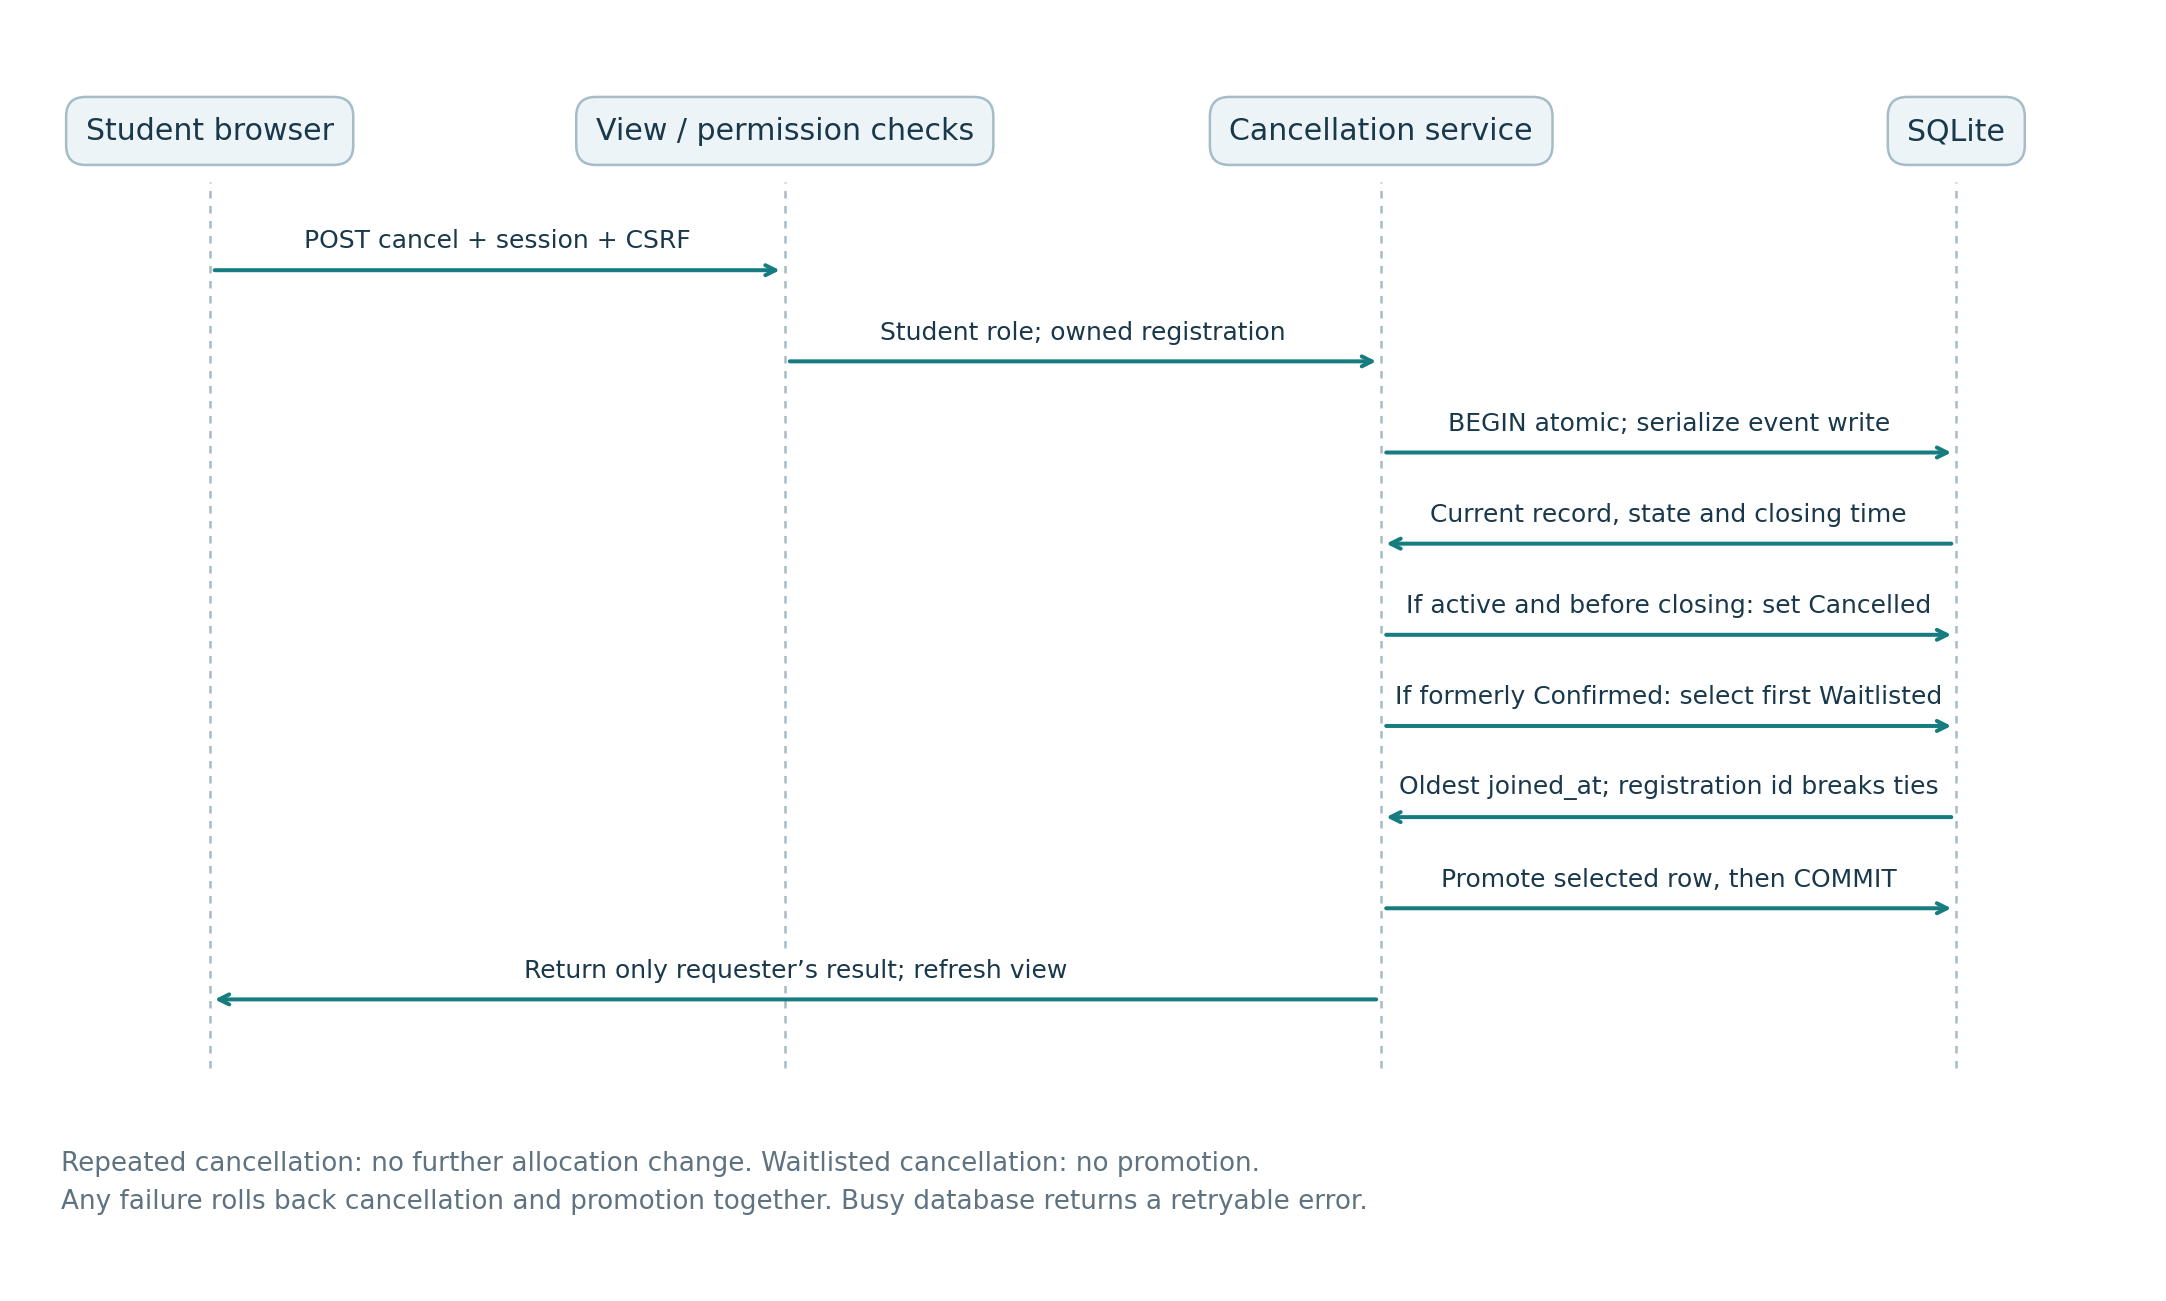 Student browser
View / permission checks
Cancellation service
SQLite
POST cancel + session + CSRF
Student role; owned registration
BEGIN atomic; serialize event write
Current record, state and closing time
If active and before closing: set Cancelled
If formerly Confirmed: select first Waitlisted
Oldest joined_at; registration id breaks ties
Promote selected row, then COMMIT
Return only requester’s result; refresh view
Repeated cancellation: no further allocation change. Waitlisted cancellation: no promotion.
Any failure rolls back cancellation and promotion together. Busy database returns a retryable error.